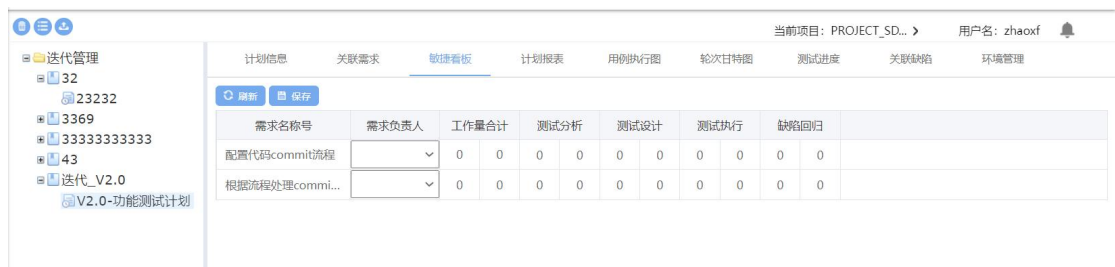 当前项目: PROJECT_SD... > 用户名: zhaoxf
迭代管理
32
23232
3369
33333333333
43
迭代_V2.0
V2.0-功能测试计划
计划信息 关联需求 敏捷看板 计划报表 用例执行图 轮次甘特图 测试进度 关联缺陷 环境管理
刷新 保存
需求名称号 需求负责人 工作量合计 测试分析 测试设计 测试执行 缺陷回归
配置代码commit流程 0 0 0 0 0 0 0 0 0 0
根据流程处理commi... 0 0 0 0 0 0 0 0 0 0